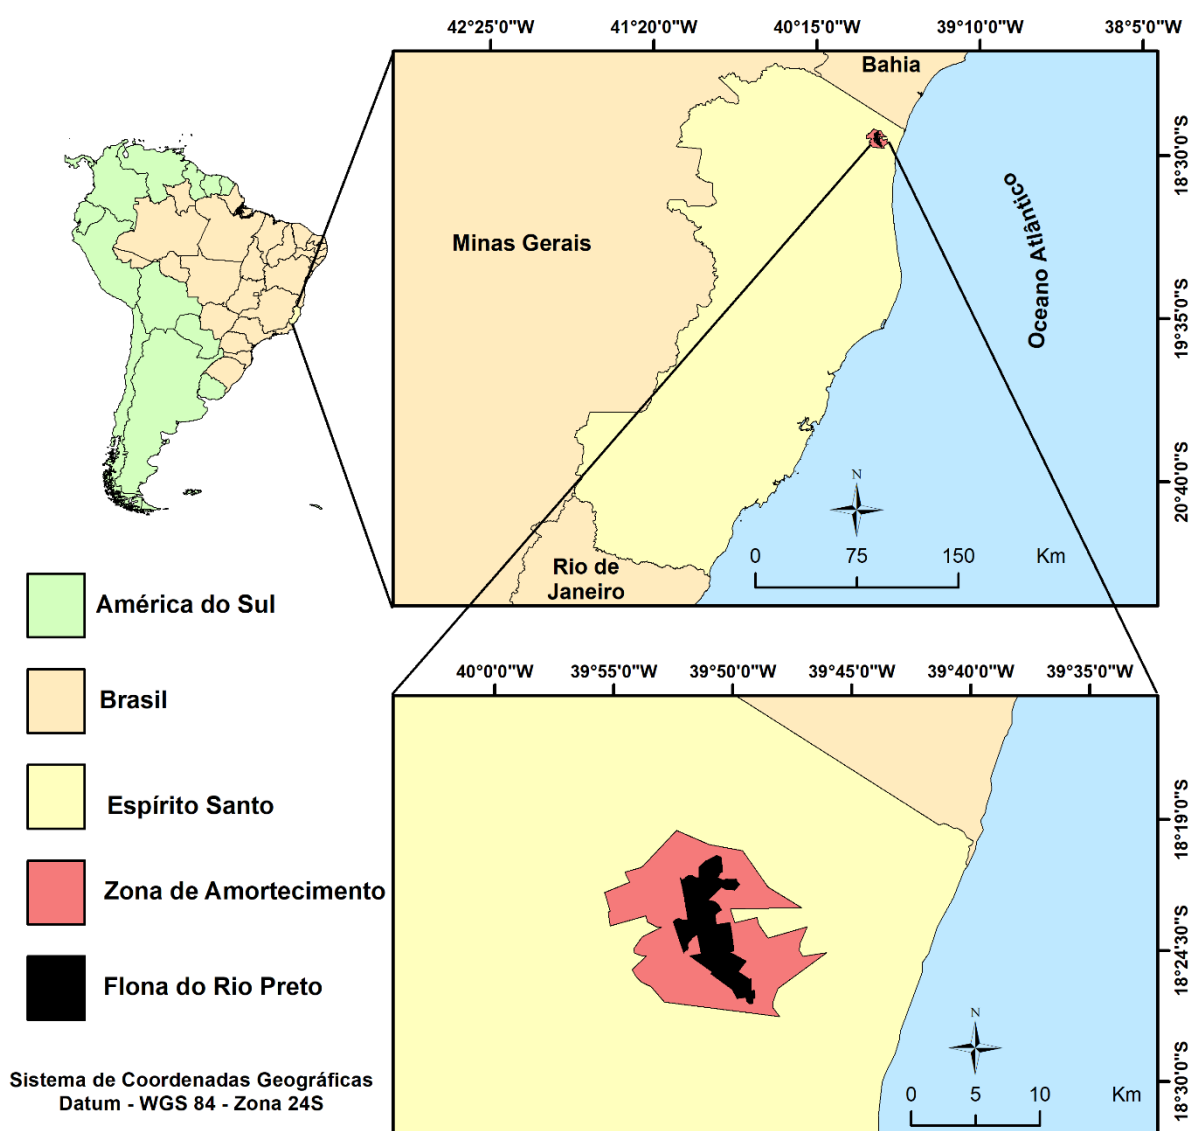 42°25'0"W 41°20'0"W 40°15'0"W 39°10'0"W 38°5'0"W
Bahia
18°30'0"S
Minas Gerais
Oceano Atlântico
19°35'0"S
20°40'0"S
N
0 75 150 Km
Rio de
Janeiro
América do Sul
Brasil
Espírito Santo
Zona de Amortecimento
Flona do Rio Preto
Sistema de Coordenadas Geográficas
Datum - WGS 84 - Zona 24S
40°0'0"W 39°55'0"W 39°50'0"W 39°45'0"W 39°40'0"W 39°35'0"W
18°19'0"S
18°24'30"S
18°30'0"S
N
0 5 10 Km